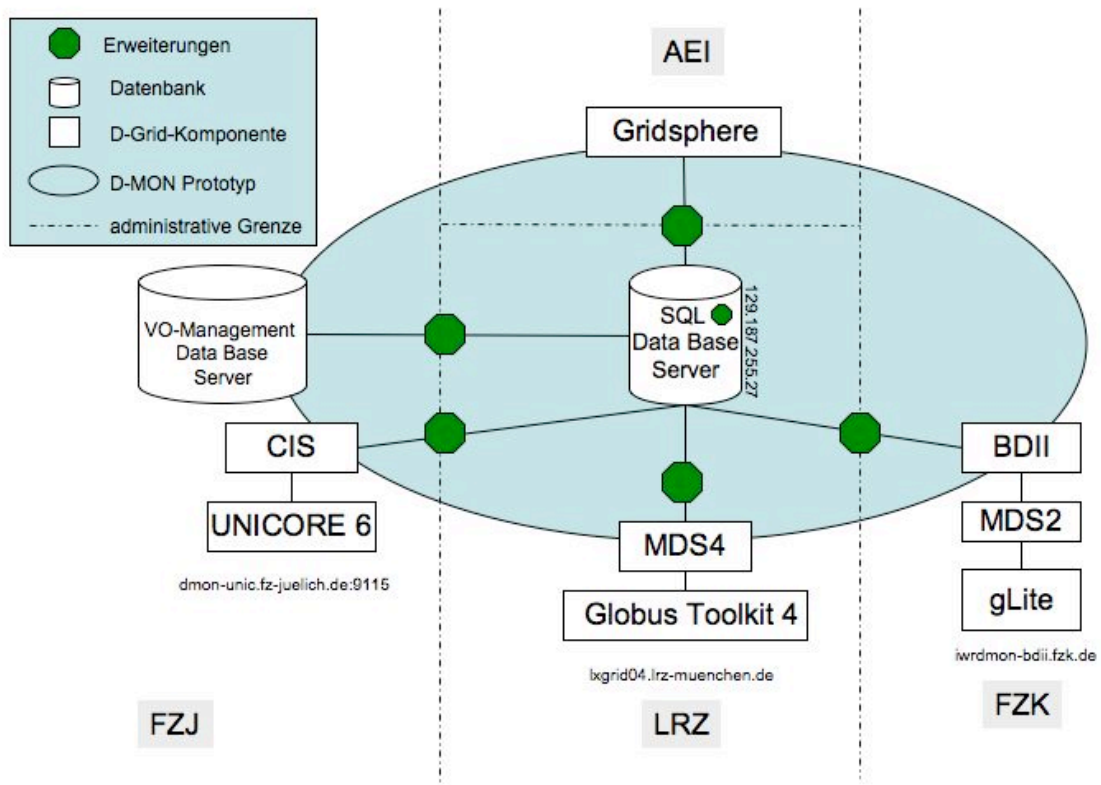 Erweiterungen
Datenbank
D-Grid-Komponente
D-MON Prototyp
administrative Grenze
AEI
Gridsphere
VO-Management
Data Base
Server
SQL
Data Base
Server
129.187.255.27
CIS
UNICORE 6
dmon-unic.fz-juelich.de:9115
MDS4
Globus Toolkit 4
lxgrid04.lrz-muenchen.de
BDII
MDS2
gLite
iwrdmon-bdii.fzk.de
FZJ
LRZ
FZK